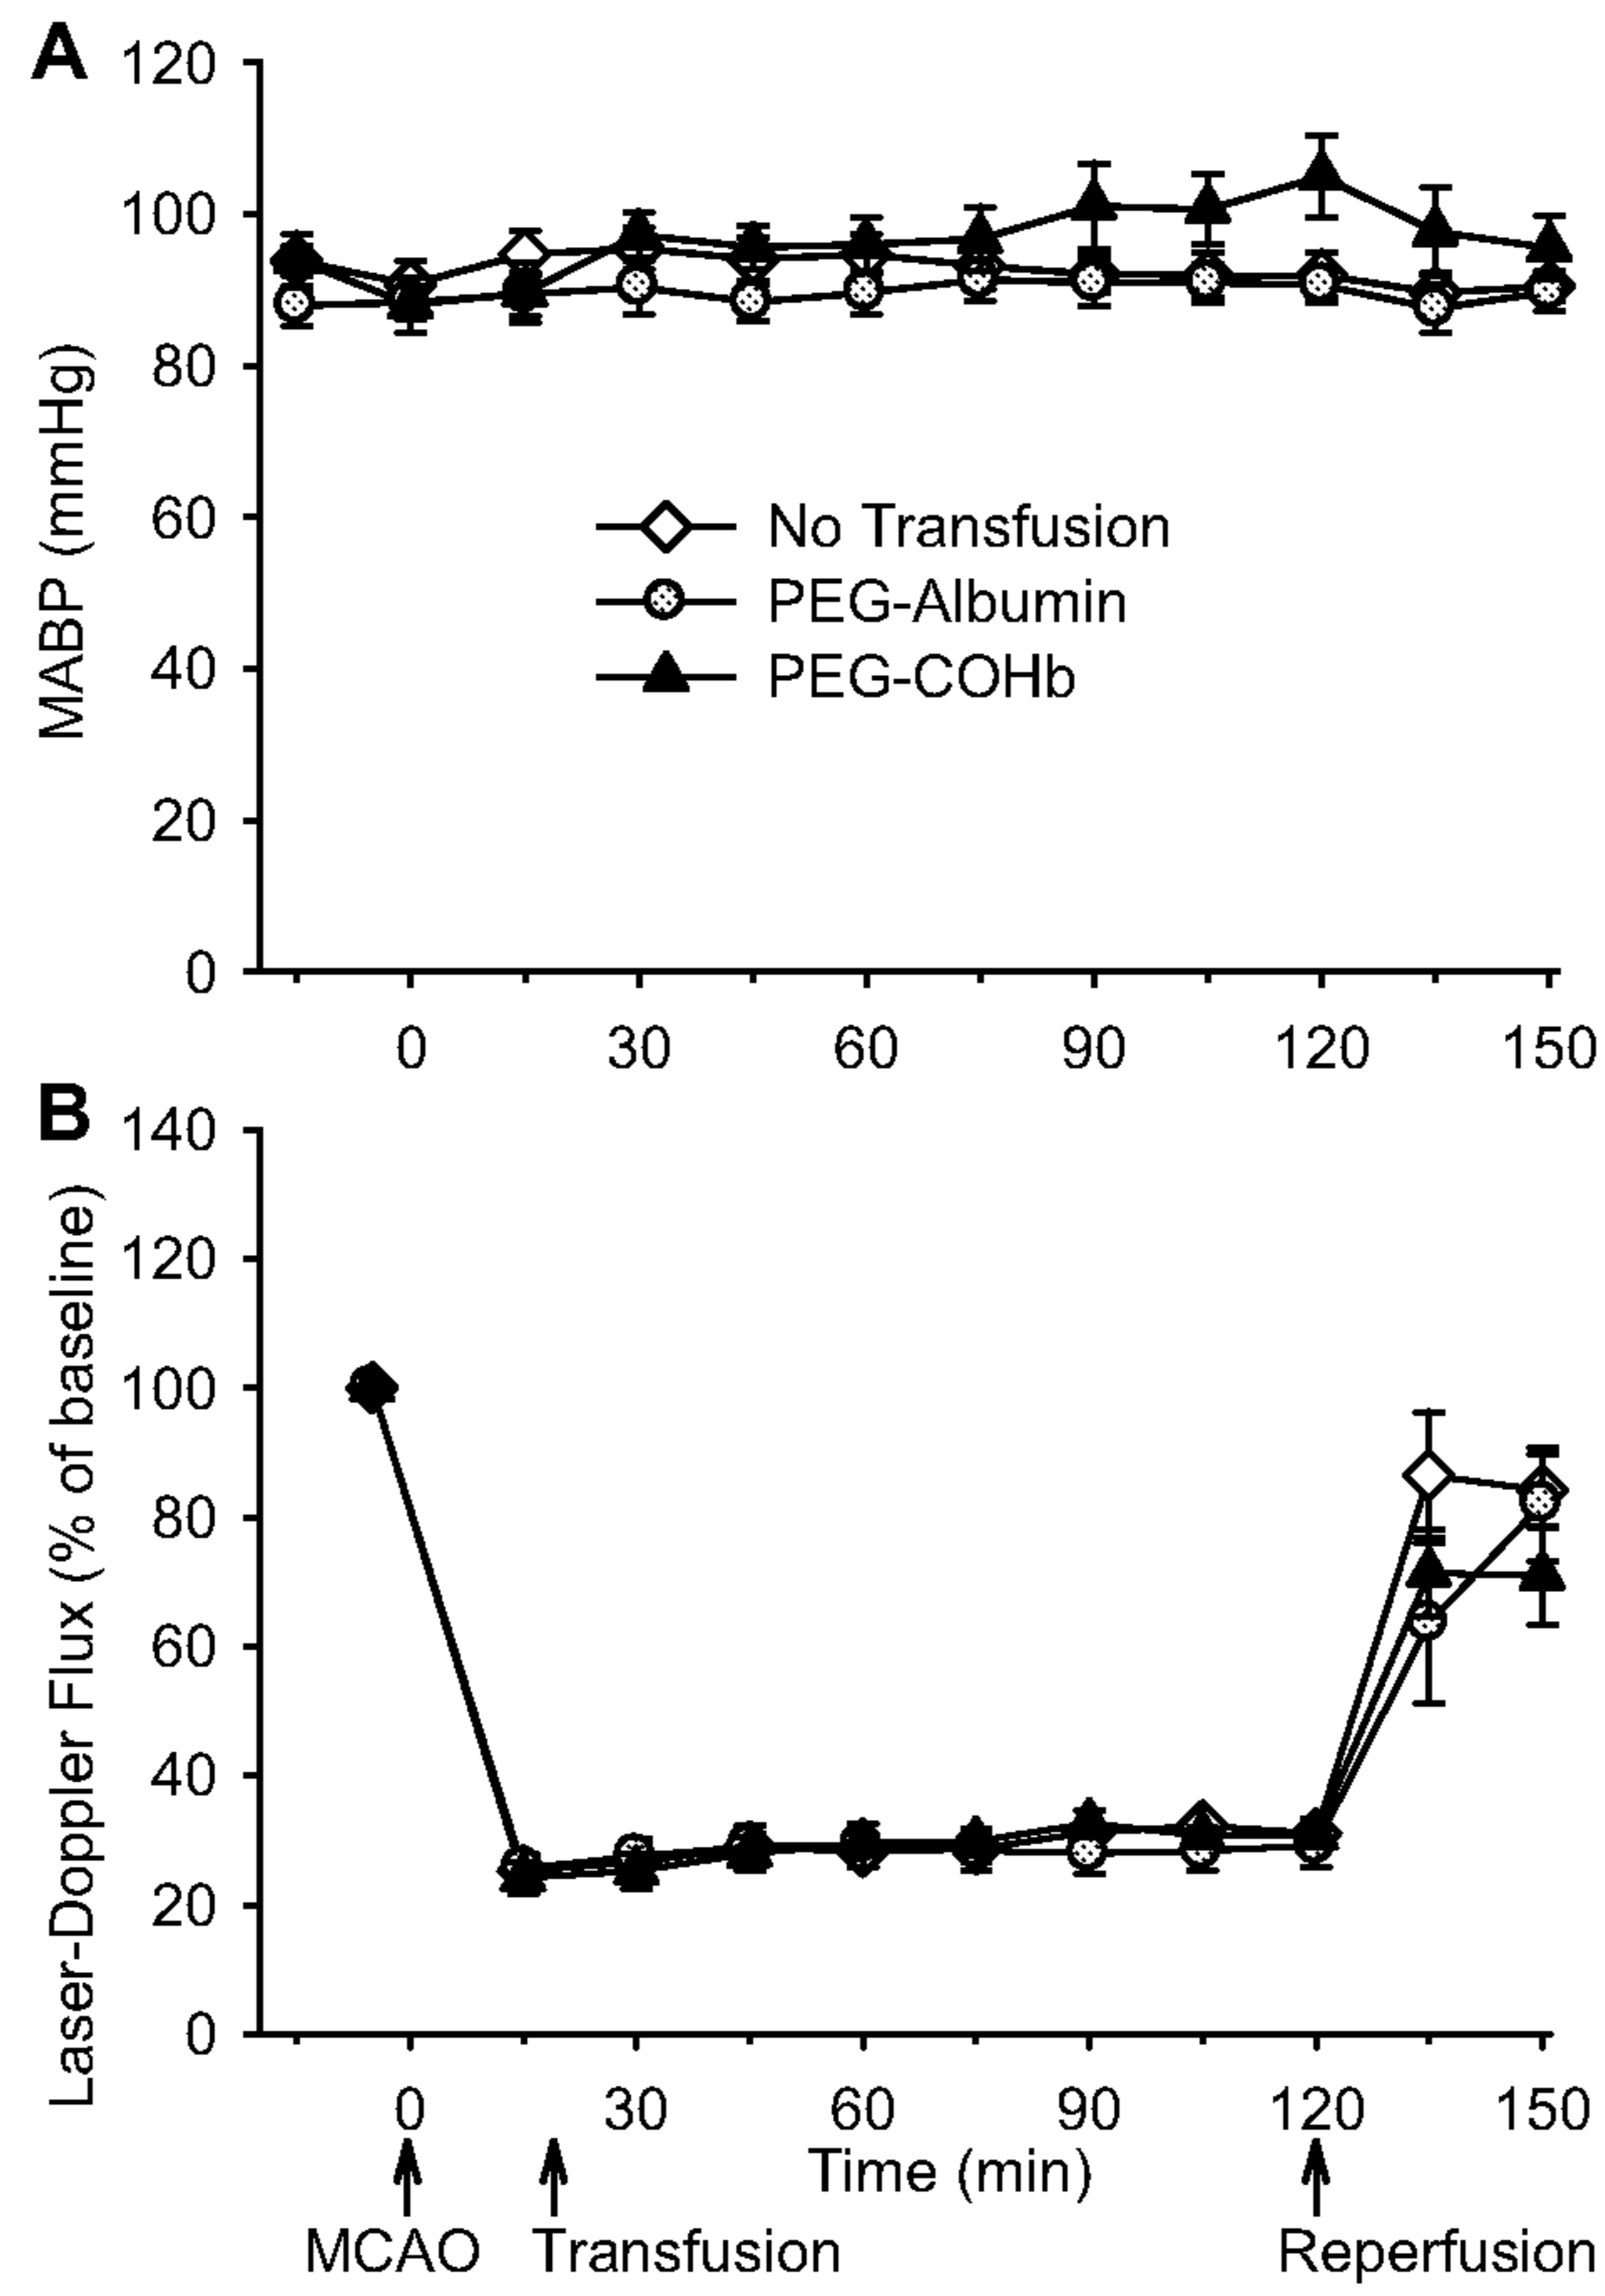 A
120
100
80
60
40
20
0
MABP (mmHg)
No Transfusion
PEG-Albumin
PEG-COHb
0 30 60 90 120 150
B
140
120
100
80
60
40
20
0
Laser-Doppler Flux (% of baseline)
0 30 60 90 120 150
Time (min)
MCAO Transfusion Reperfusion